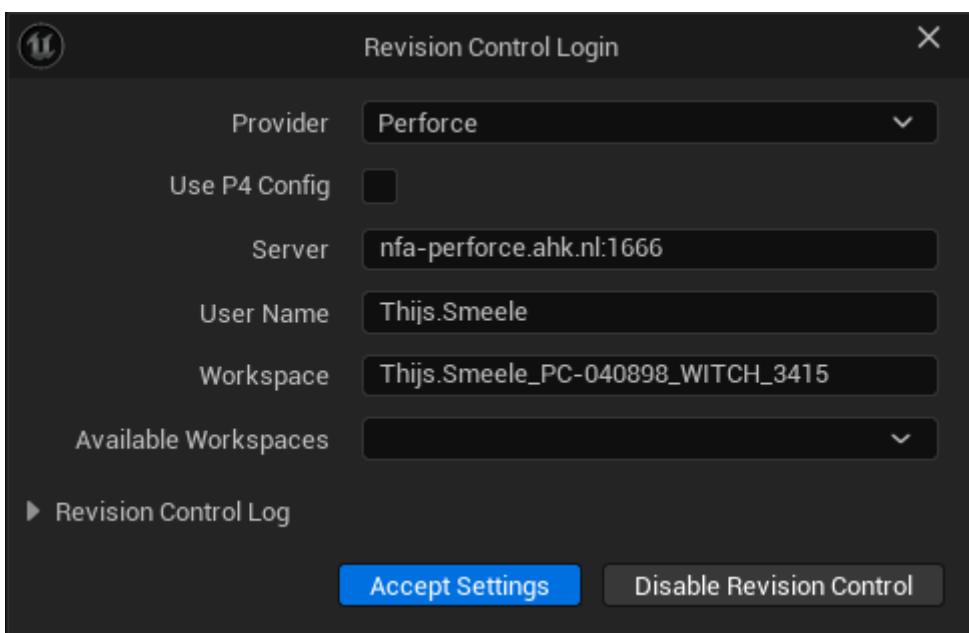 Revision Control Login
Provider Perforce
Use P4 Config
Server nfa-perforce.ahk.nl:1666
User Name Thijs.Smeele
Workspace Thijs.Smeele_PC-040898_WITCH_3415
Available Workspaces
Revision Control Log
Accept Settings Disable Revision Control